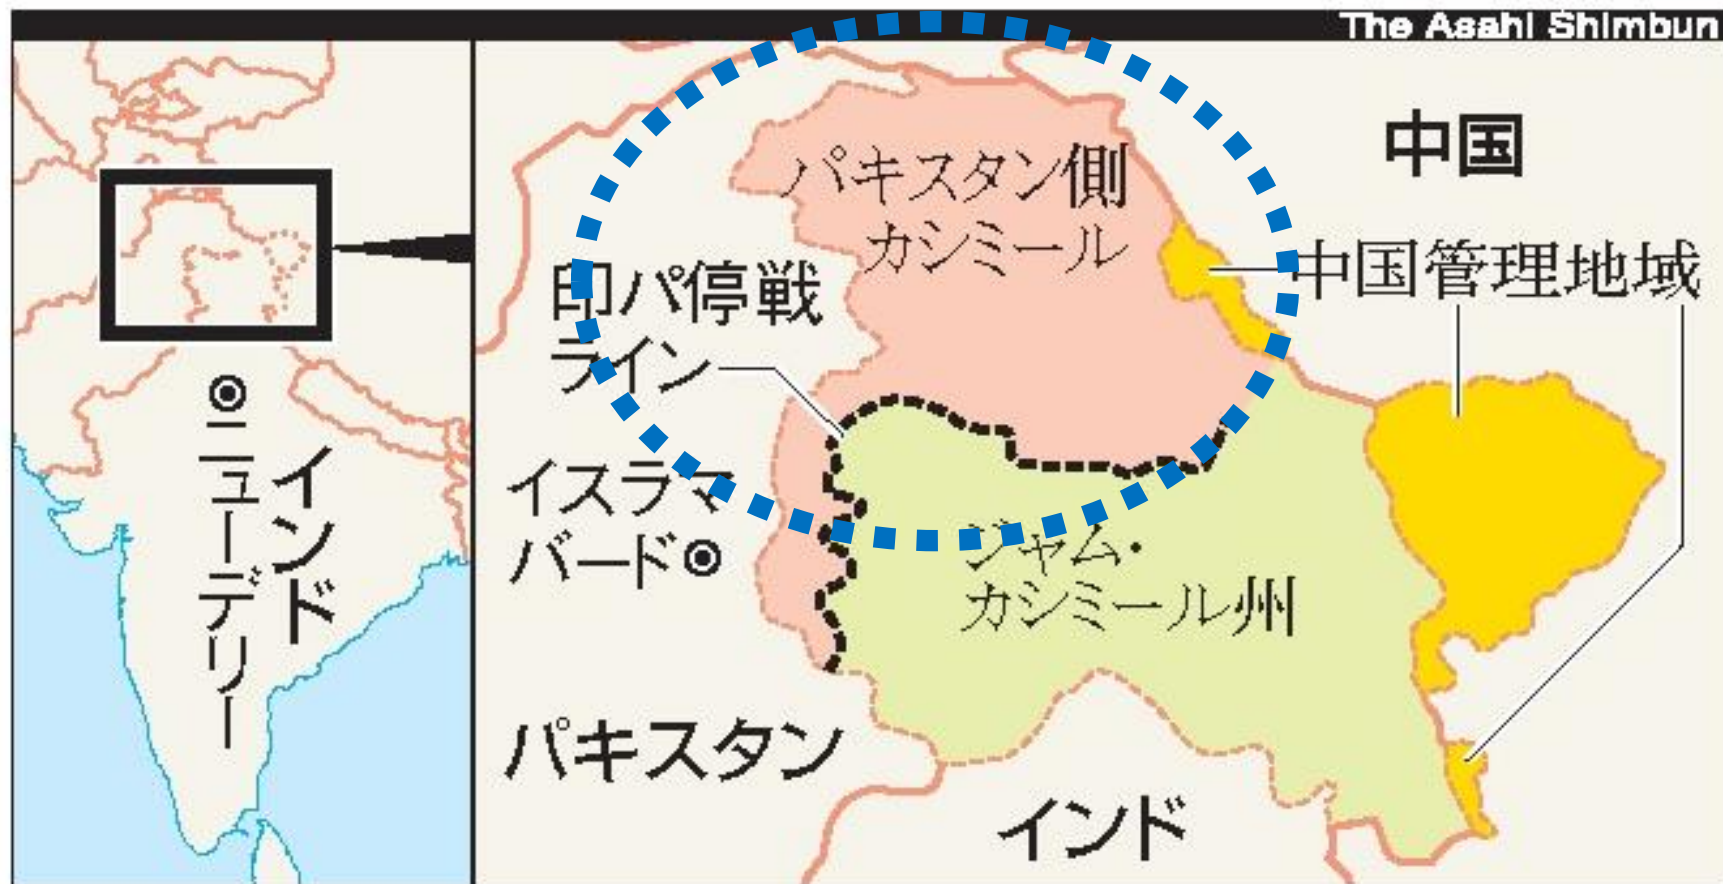 The Asahi Shimbun
中国
パキスタン側
カシミール
中国管理地域
印パ停戦
ライン
イスラマ
バード
ジャム・
カシミール州
パキスタン
インド
ニューデリー
インド